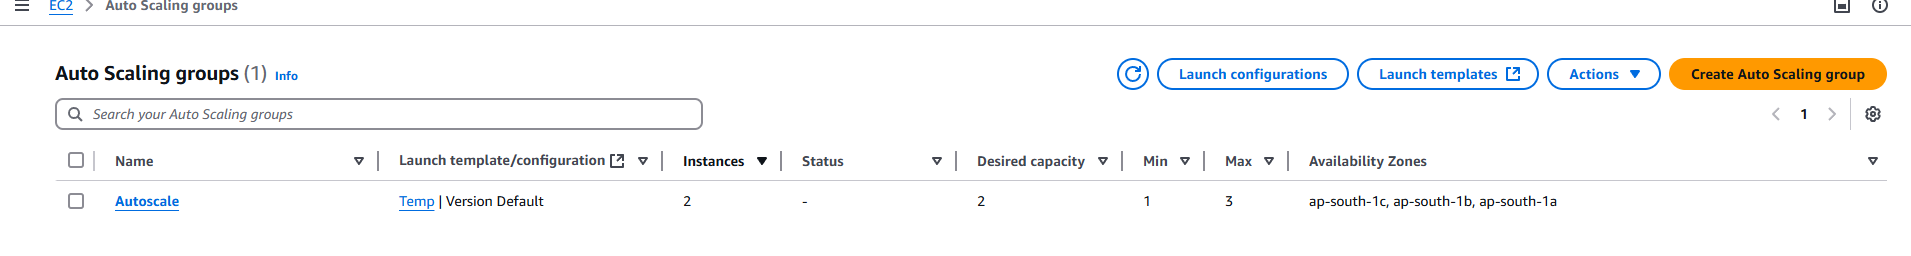 EC2 > Auto Scaling groups
Auto Scaling groups (1) Info
Launch configurations
Launch templates
Actions
Create Auto Scaling group
Search your Auto Scaling groups
1
Name Launch template/configuration Instances Status Desired capacity Min Max Availability Zones
Autoscale Temp | Version Default 2 - 2 1 3 ap-south-1c, ap-south-1b, ap-south-1a